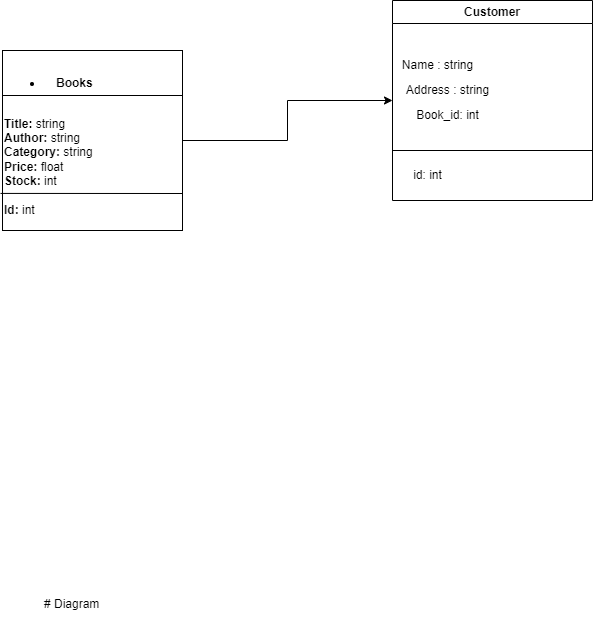 Customer
Name : string
Address : string
Book_id: int
id: int
• Books
Title: string
Author: string
Category: string
Price: float
Stock: int
Id: int
# Diagram